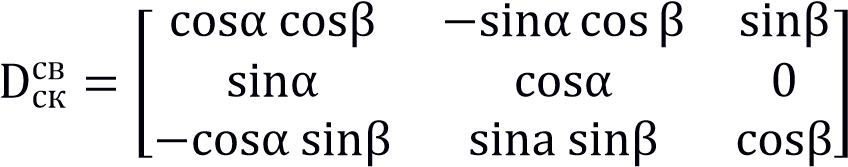 cosα cosβ −sinα cos β sinβ
D^{св}_{ск} = [ sinα cosα 0 ]
−cosα sinβ sina sinβ cosβ